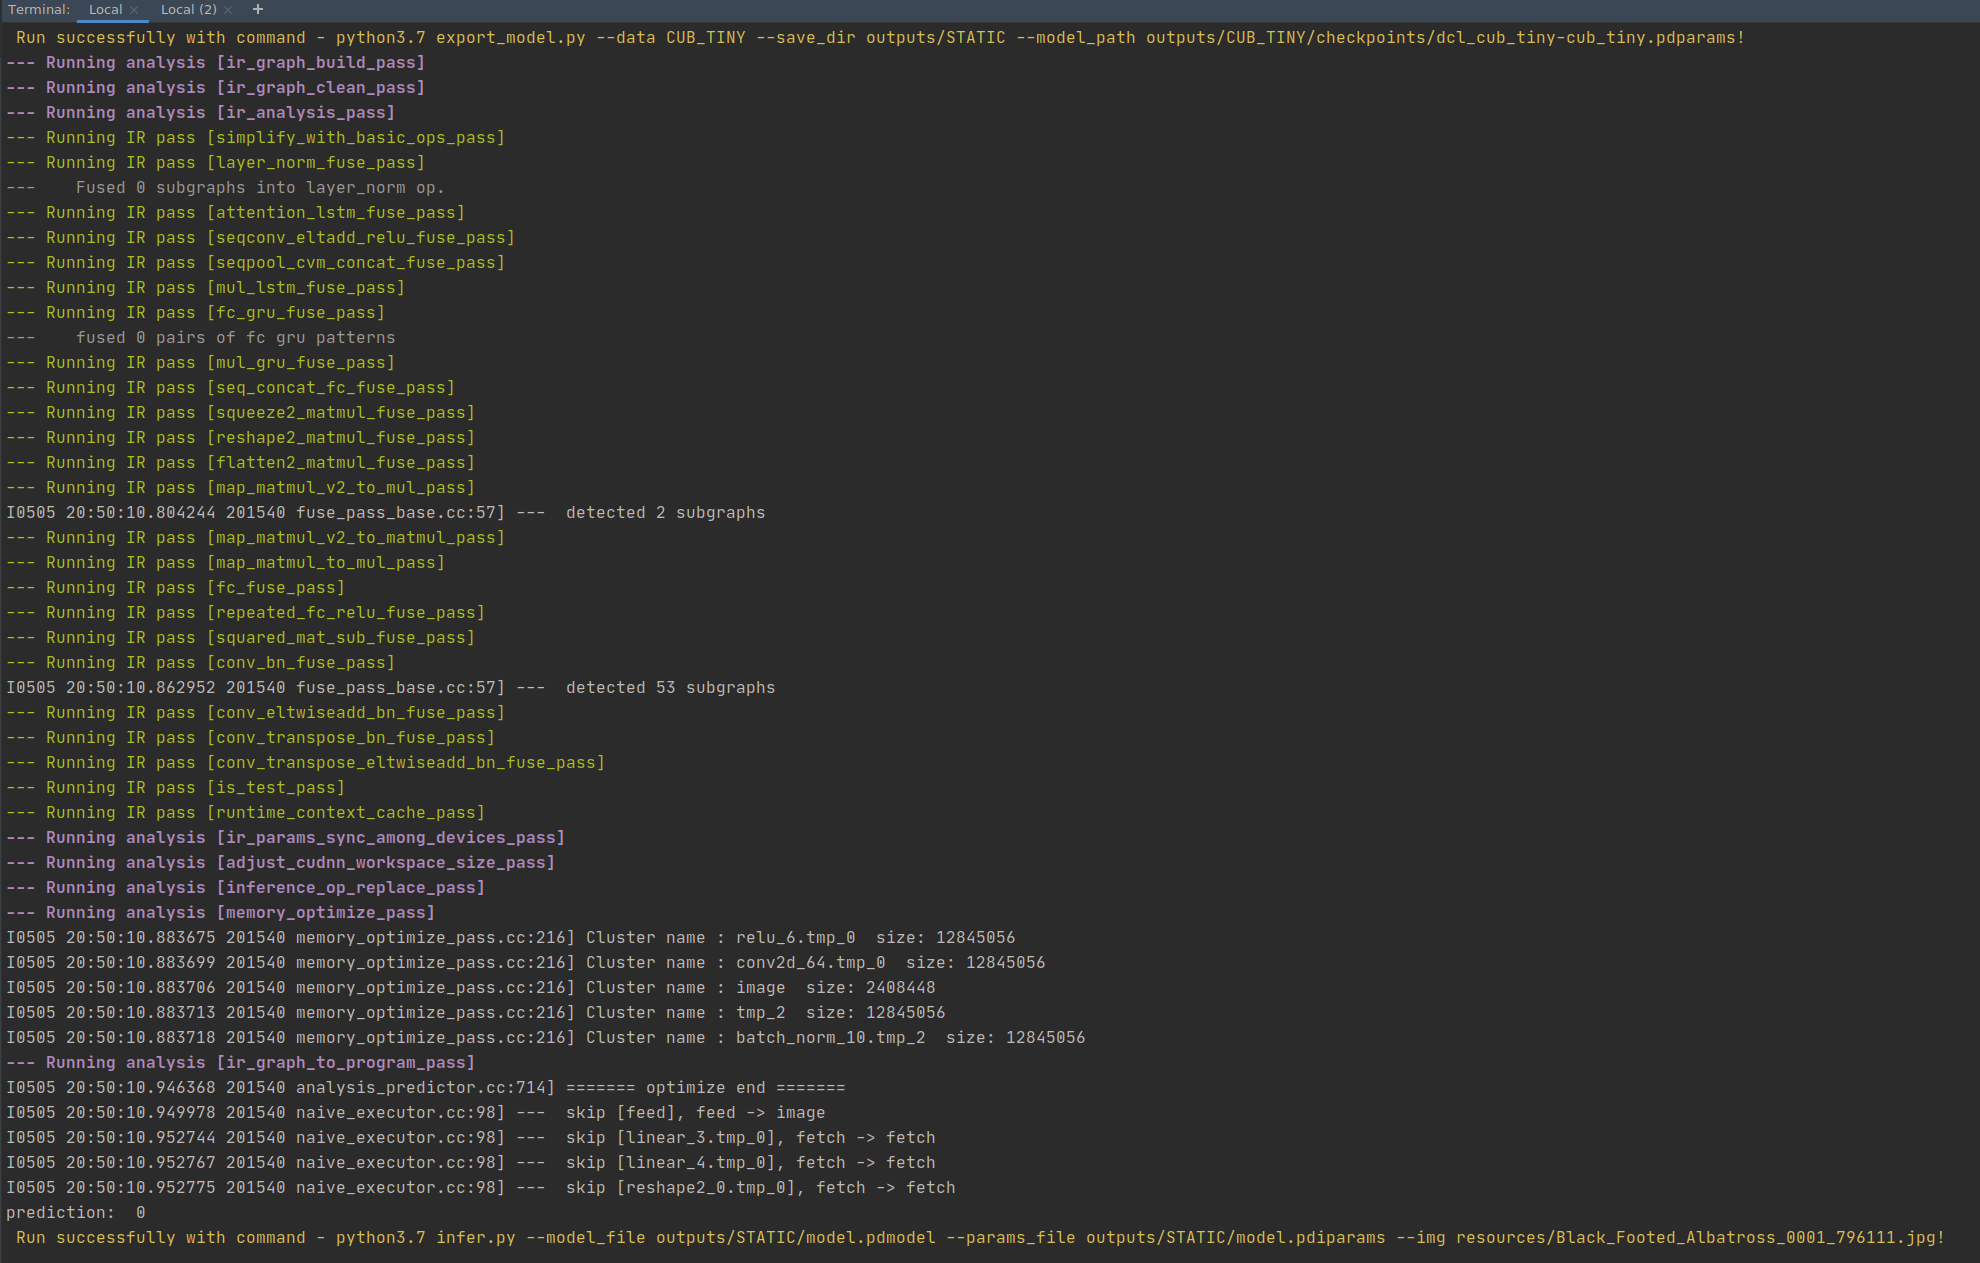 Terminal: Local × Local (2) × +
Run successfully with command - python3.7 export_model.py --data CUB_TINY --save_dir outputs/STATIC --model_path outputs/CUB_TINY/checkpoints/dcl_cub_tiny-cub_tiny.pdparams!
--- Running analysis [ir_graph_build_pass]
--- Running analysis [ir_graph_clean_pass]
--- Running analysis [ir_analysis_pass]
--- Running IR pass [simplify_with_basic_ops_pass]
--- Running IR pass [layer_norm_fuse_pass]
---    Fused 0 subgraphs into layer_norm op.
--- Running IR pass [attention_lstm_fuse_pass]
--- Running IR pass [seqconv_eltadd_relu_fuse_pass]
--- Running IR pass [seqpool_cvm_concat_fuse_pass]
--- Running IR pass [mul_lstm_fuse_pass]
--- Running IR pass [fc_gru_fuse_pass]
---    fused 0 pairs of fc gru patterns
--- Running IR pass [mul_gru_fuse_pass]
--- Running IR pass [seq_concat_fc_fuse_pass]
--- Running IR pass [squeeze2_matmul_fuse_pass]
--- Running IR pass [reshape2_matmul_fuse_pass]
--- Running IR pass [flatten2_matmul_fuse_pass]
--- Running IR pass [map_matmul_v2_to_mul_pass]
I0505 20:50:10.804244 201540 fuse_pass_base.cc:57] ---  detected 2 subgraphs
--- Running IR pass [map_matmul_v2_to_matmul_pass]
--- Running IR pass [map_matmul_to_mul_pass]
--- Running IR pass [fc_fuse_pass]
--- Running IR pass [repeated_fc_relu_fuse_pass]
--- Running IR pass [squared_mat_sub_fuse_pass]
--- Running IR pass [conv_bn_fuse_pass]
I0505 20:50:10.862952 201540 fuse_pass_base.cc:57] ---  detected 53 subgraphs
--- Running IR pass [conv_eltwiseadd_bn_fuse_pass]
--- Running IR pass [conv_transpose_bn_fuse_pass]
--- Running IR pass [conv_transpose_eltwiseadd_bn_fuse_pass]
--- Running IR pass [is_test_pass]
--- Running IR pass [runtime_context_cache_pass]
--- Running analysis [ir_params_sync_among_devices_pass]
--- Running analysis [adjust_cudnn_workspace_size_pass]
--- Running analysis [inference_op_replace_pass]
--- Running analysis [memory_optimize_pass]
I0505 20:50:10.883675 201540 memory_optimize_pass.cc:216] Cluster name : relu_6.tmp_0  size: 12845056
I0505 20:50:10.883699 201540 memory_optimize_pass.cc:216] Cluster name : conv2d_64.tmp_0  size: 12845056
I0505 20:50:10.883706 201540 memory_optimize_pass.cc:216] Cluster name : image  size: 2408448
I0505 20:50:10.883713 201540 memory_optimize_pass.cc:216] Cluster name : tmp_2  size: 12845056
I0505 20:50:10.883718 201540 memory_optimize_pass.cc:216] Cluster name : batch_norm_10.tmp_2  size: 12845056
--- Running analysis [ir_graph_to_program_pass]
I0505 20:50:10.946368 201540 analysis_predictor.cc:714] ======= optimize end =======
I0505 20:50:10.949978 201540 naive_executor.cc:98] ---  skip [feed], feed -> image
I0505 20:50:10.952744 201540 naive_executor.cc:98] ---  skip [linear_3.tmp_0], fetch -> fetch
I0505 20:50:10.952767 201540 naive_executor.cc:98] ---  skip [linear_4.tmp_0], fetch -> fetch
I0505 20:50:10.952775 201540 naive_executor.cc:98] ---  skip [reshape2_0.tmp_0], fetch -> fetch
prediction:  0
Run successfully with command - python3.7 infer.py --model_file outputs/STATIC/model.pdmodel --params_file outputs/STATIC/model.pdiparams --img resources/Black_Footed_Albatross_0001_796111.jpg!